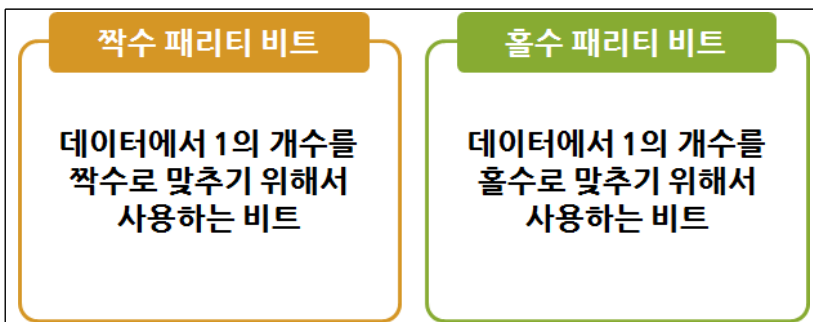 짝수 패리티 비트
데이터에서 1의 개수를
짝수로 맞추기 위해서
사용하는 비트
홀수 패리티 비트
데이터에서 1의 개수를
홀수로 맞추기 위해서
사용하는 비트